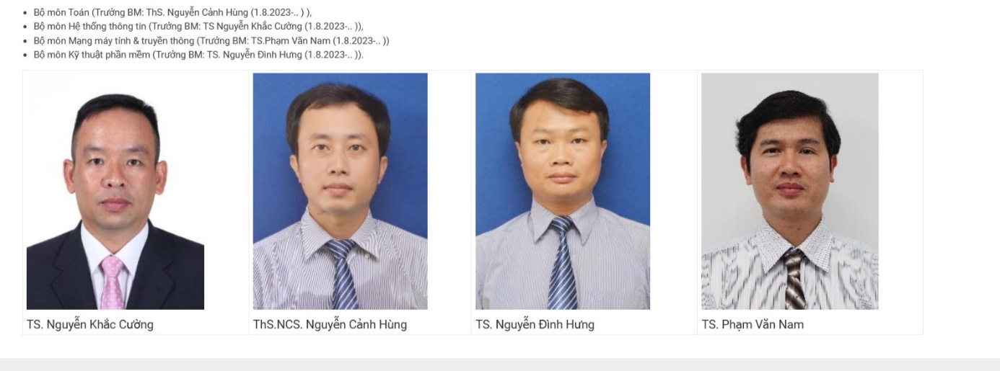 Bộ môn Toán (Trưởng BM: ThS. Nguyễn Cảnh Hùng (1.8.2023-.. ) ),
Bộ môn Hệ thống thông tin (Trưởng BM: TS Nguyễn Khắc Cường (1.8.2023-.. )),
Bộ môn Mạng máy tính & truyền thông (Trưởng BM: TS.Phạm Văn Nam (1.8.2023-.. ))
Bộ môn Kỹ thuật phần mềm (Trưởng BM: TS. Nguyễn Đình Hưng (1.8.2023-.. )).
TS. Nguyễn Khắc Cường
ThS.NCS. Nguyễn Cảnh Hùng
TS. Nguyễn Đình Hưng
TS. Phạm Văn Nam